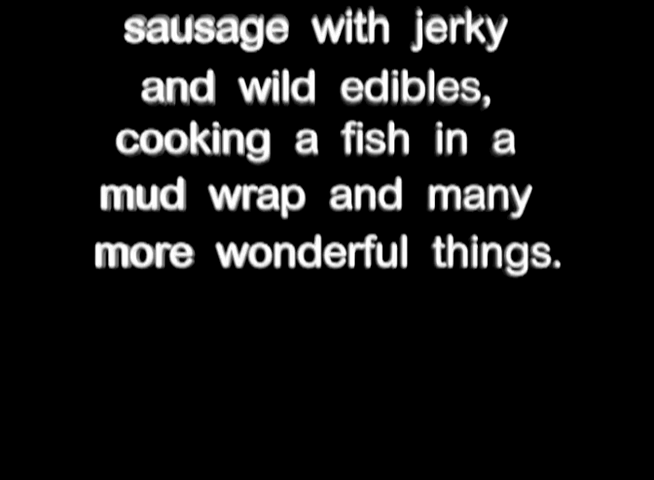 sausage with jerky
and wild edibles,
cooking a fish in a
mud wrap and many
more wonderful things.